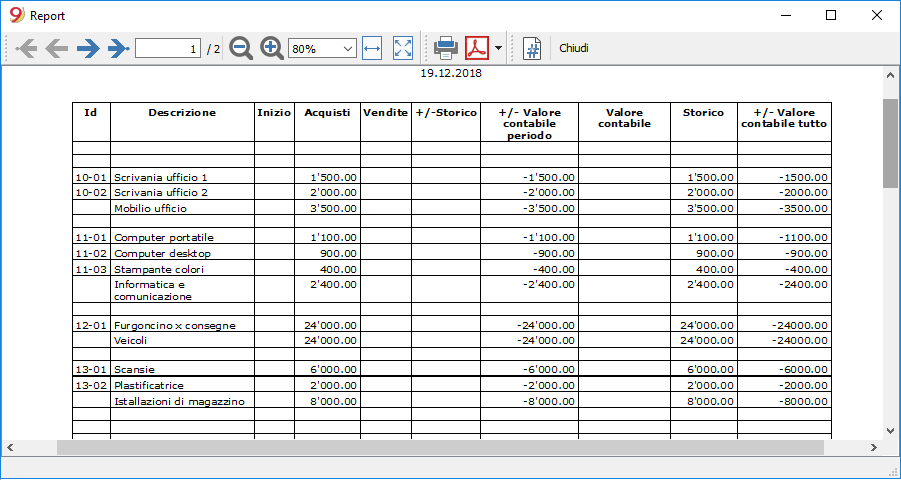 Report
1 / 2 80% Chiudi
19.12.2018
Id Descrizione Inizio Acquisti Vendite +/-Storico +/- Valore contabile periodo Valore contabile Storico +/- Valore contabile tutto
10-01 Scrivania ufficio 1 1'500.00 -1'500.00 1'500.00 -1500.00
10-02 Scrivania ufficio 2 2'000.00 -2'000.00 2'000.00 -2000.00
Mobilio ufficio 3'500.00 -3'500.00 3'500.00 -3500.00
11-01 Computer portatile 1'100.00 -1'100.00 1'100.00 -1100.00
11-02 Computer desktop 900.00 -900.00 900.00 -900.00
11-03 Stampante colori 400.00 -400.00 400.00 -400.00
Informatica e comunicazione 2'400.00 -2'400.00 2'400.00 -2400.00
12-01 Furgoncino x consegne 24'000.00 -24'000.00 24'000.00 -24000.00
Veicoli 24'000.00 -24'000.00 24'000.00 -24000.00
13-01 Scansie 6'000.00 -6'000.00 6'000.00 -6000.00
13-02 Plastificatrice 2'000.00 -2'000.00 2'000.00 -2000.00
Istallazioni di magazzino 8'000.00 -8'000.00 8'000.00 -8000.00